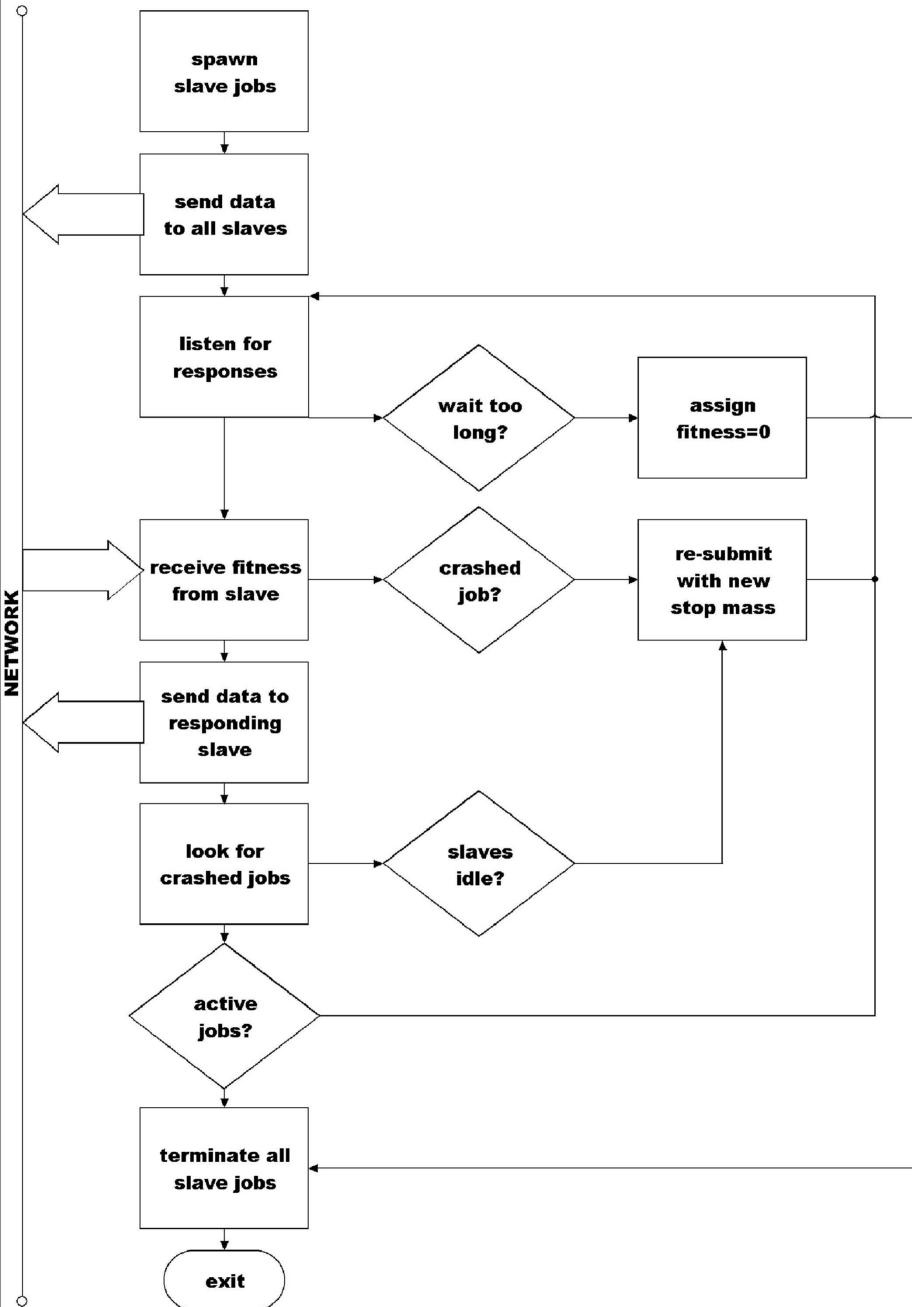 spawn
slave jobs
send data
to all slaves
listen for
responses
wait too
long?
assign
fitness=0
receive fitness
from slave
crashed
job?
re-submit
with new
stop mass
NETWORK
send data to
responding
slave
look for
crashed jobs
slaves
idle?
active
jobs?
terminate all
slave jobs
exit